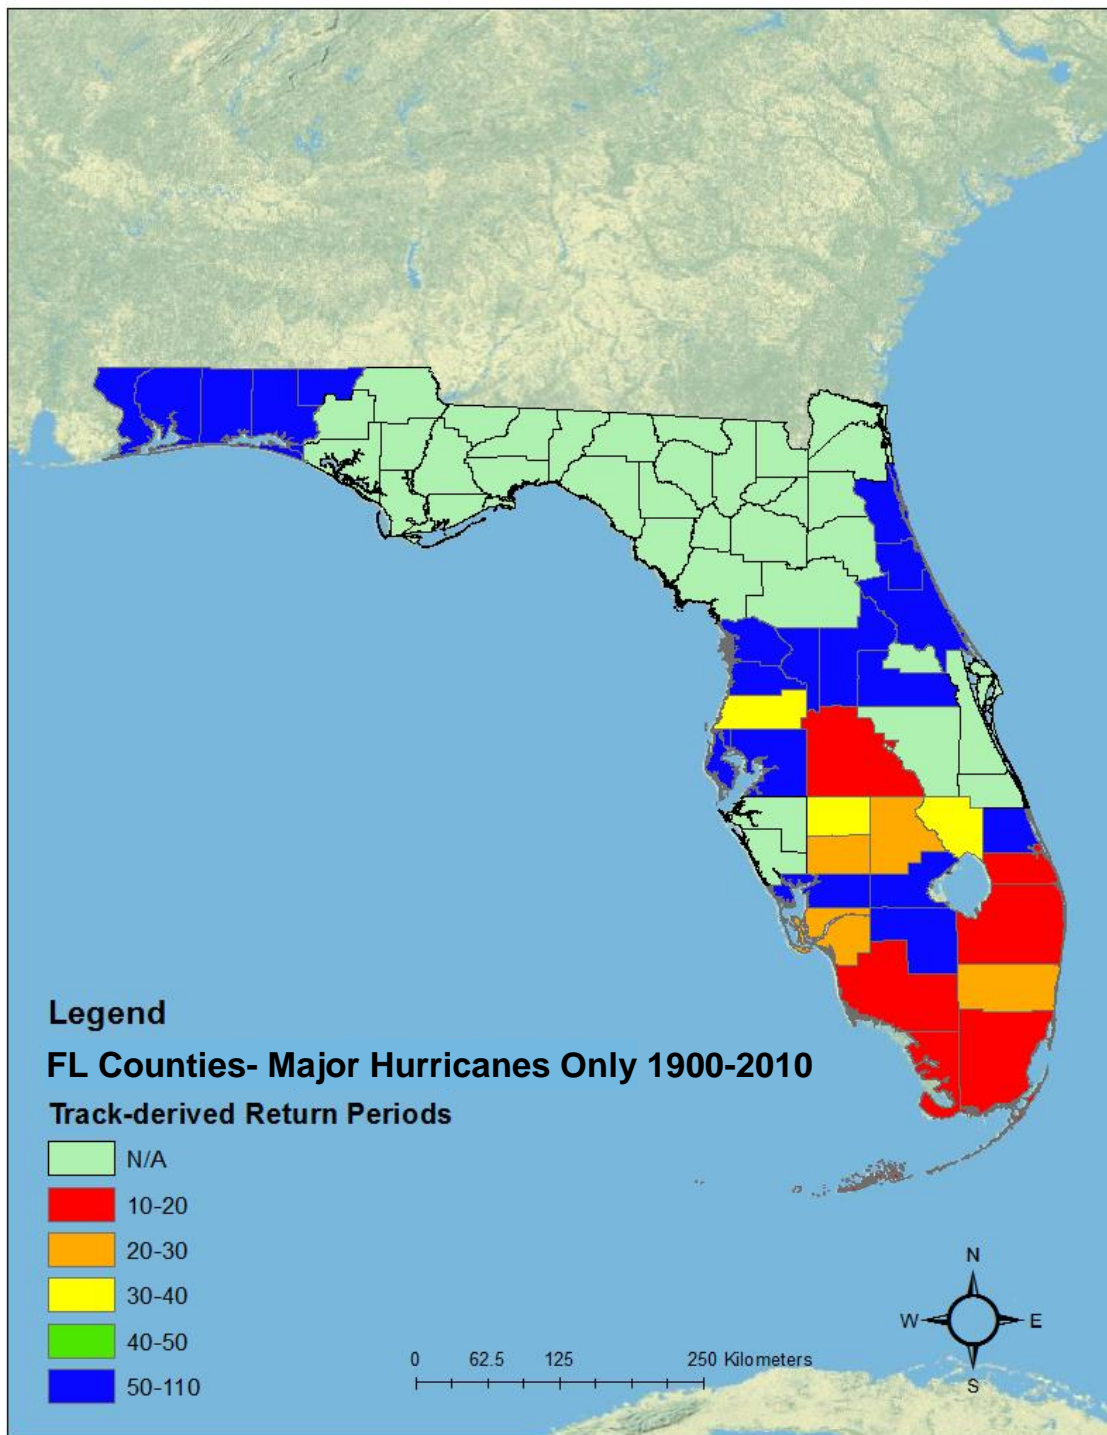 Legend
FL Counties- Major Hurricanes Only 1900-2010
Track-derived Return Periods
N/A
10-20
20-30
30-40
40-50
50-110
0 62.5 125 250 Kilometers
N
W E
S